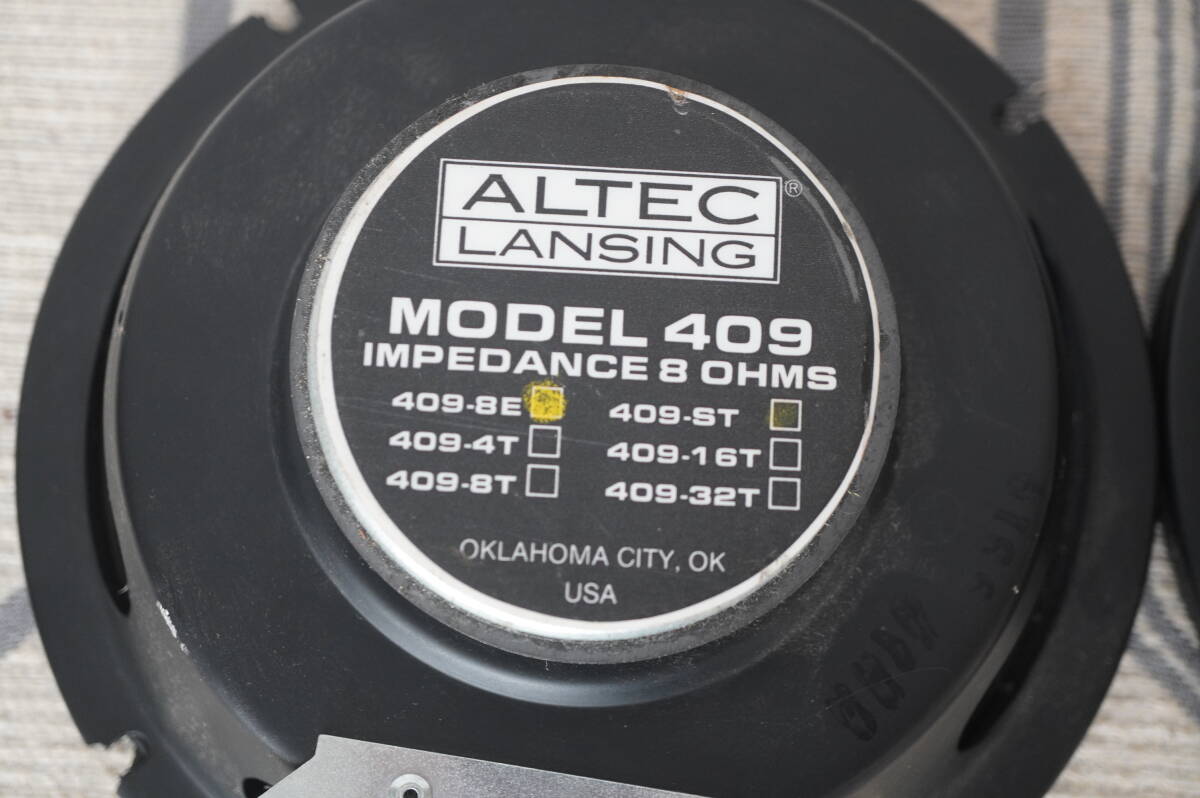 ALTEC ®
LANSING
MODEL 409
IMPEDANCE 8 OHMS
409-8E 409-ST
409-4T 409-16T
409-8T 409-32T
OKLAHOMA CITY, OK
USA